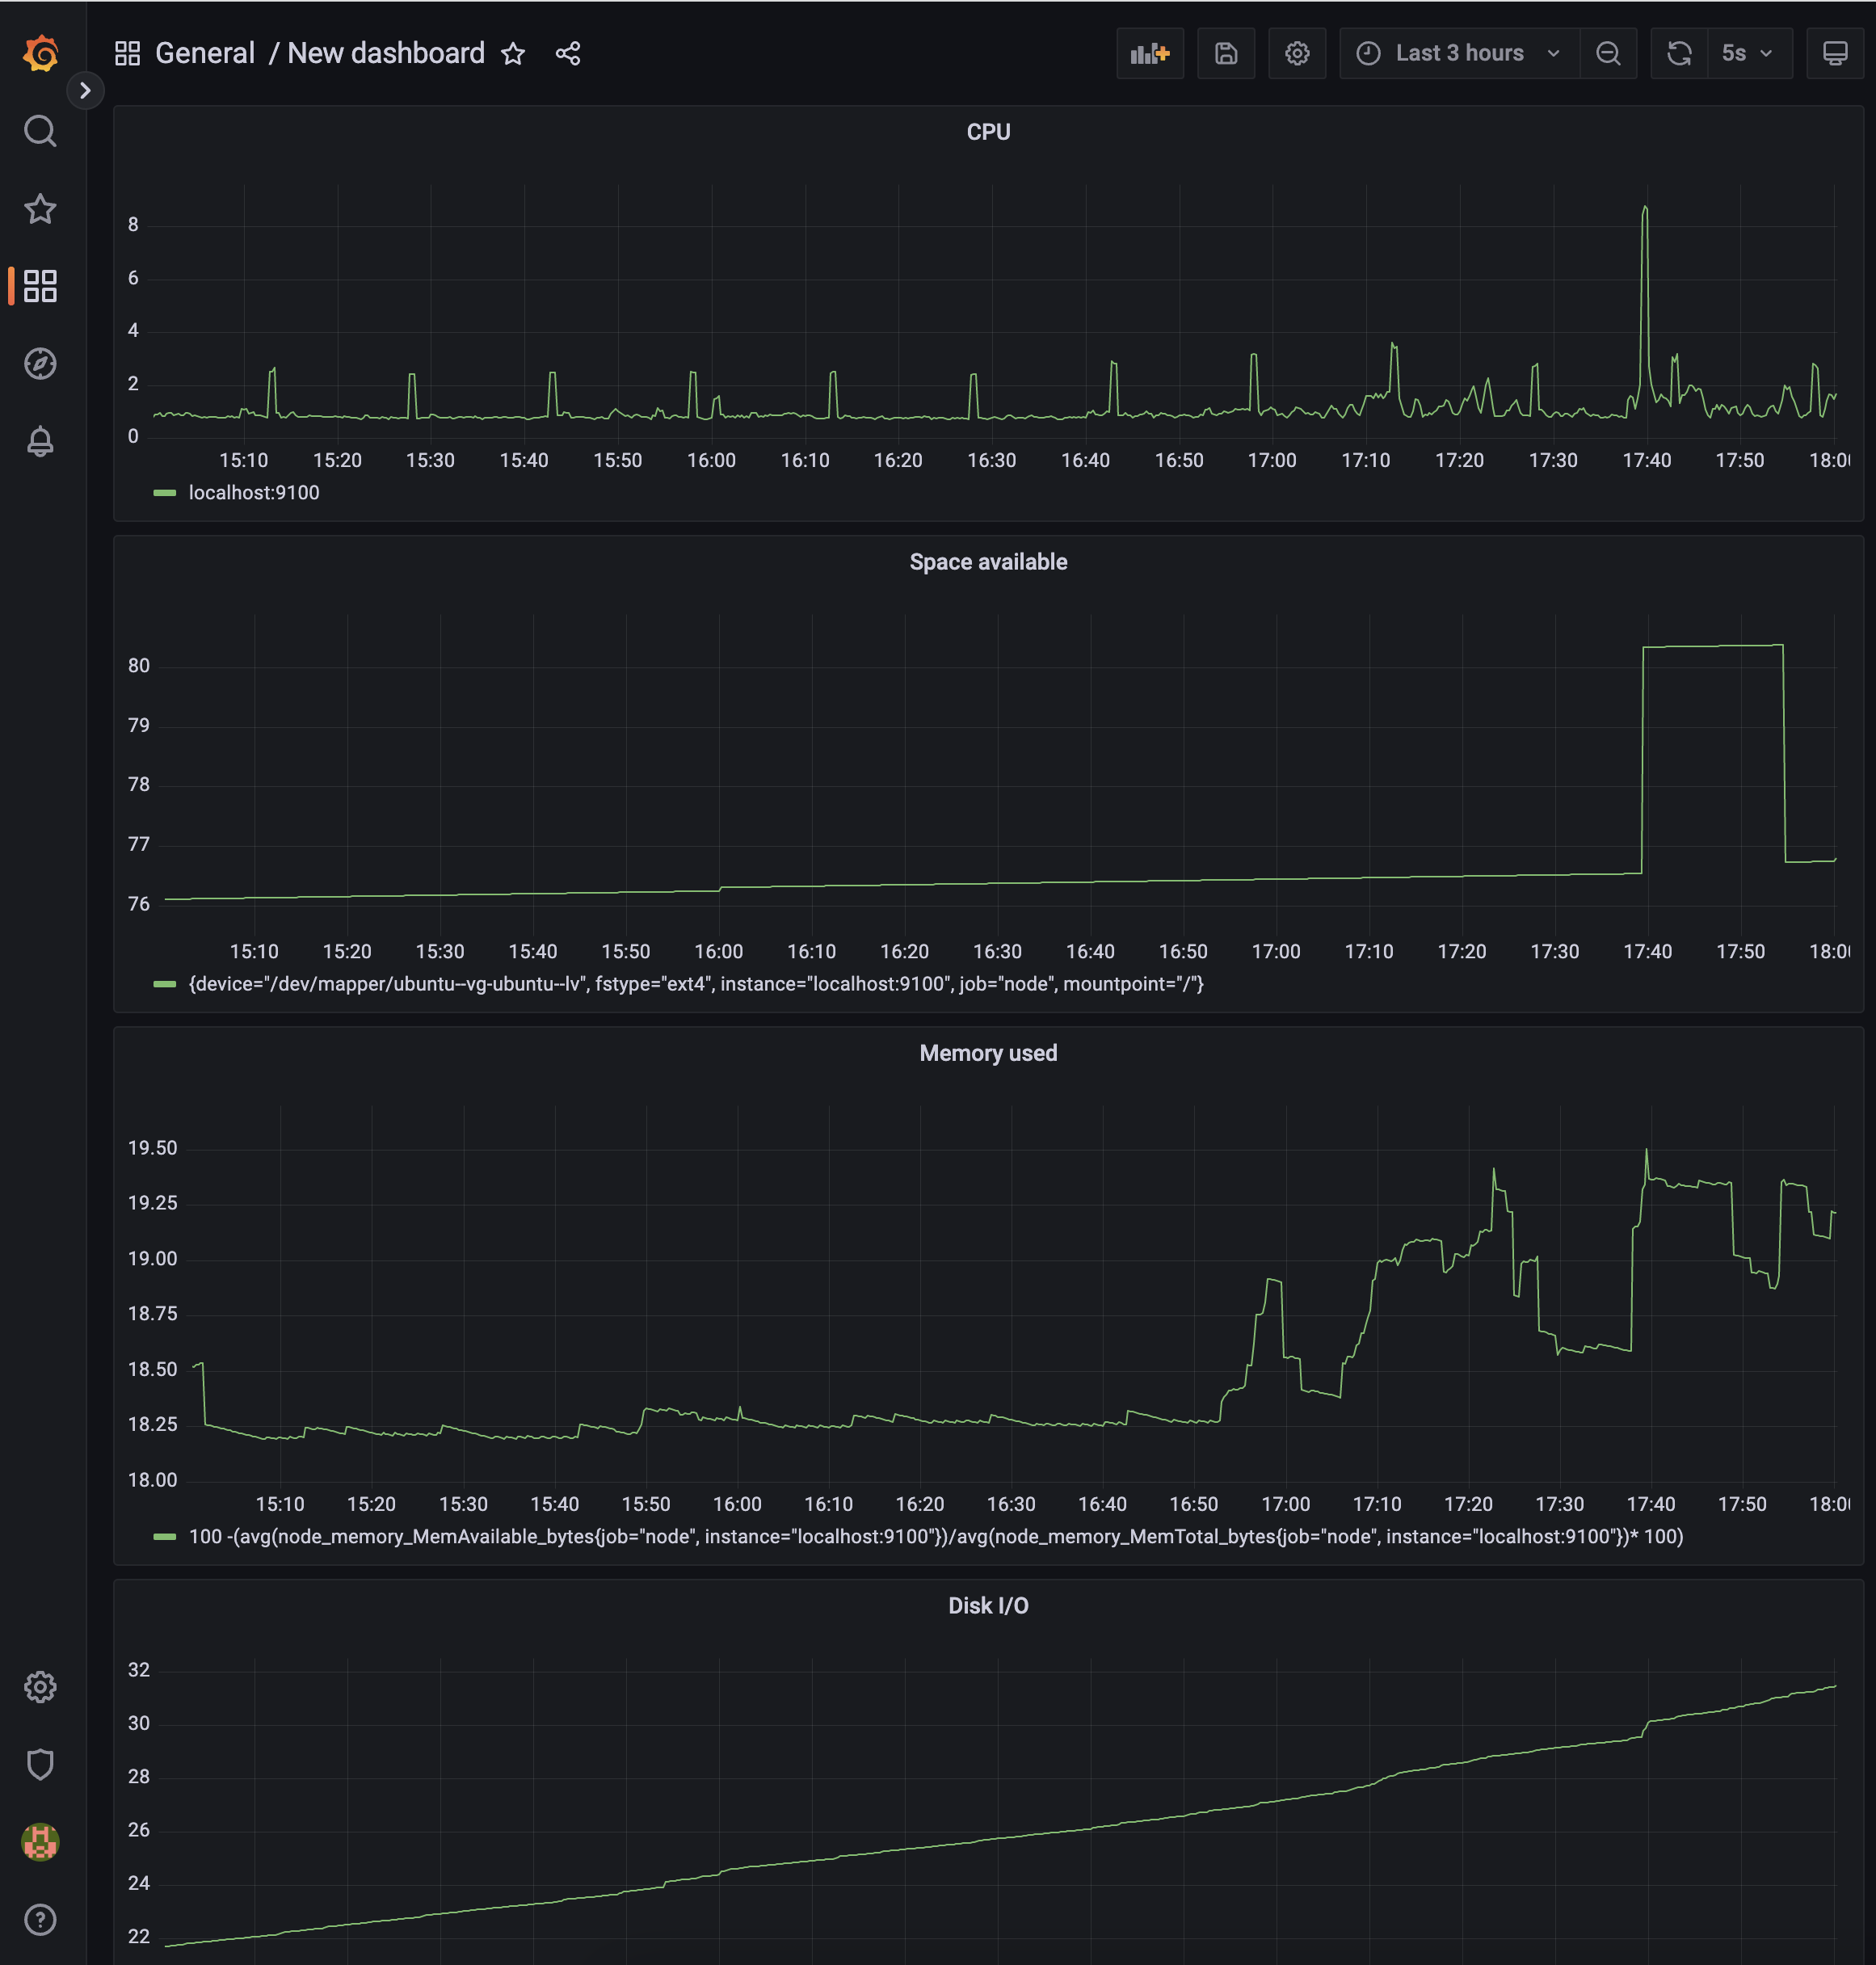 General / New dashboard
Last 3 hours
5s
CPU
8
6
4
2
0
15:10 15:20 15:30 15:40 15:50 16:00 16:10 16:20 16:30 16:40 16:50 17:00 17:10 17:20 17:30 17:40 17:50 18:00
localhost:9100
Space available
80
79
78
77
76
15:10 15:20 15:30 15:40 15:50 16:00 16:10 16:20 16:30 16:40 16:50 17:00 17:10 17:20 17:30 17:40 17:50 18:00
{device="/dev/mapper/ubuntu--vg-ubuntu--lv", fstype="ext4", instance="localhost:9100", job="node", mountpoint="/"}
Memory used
19.50
19.25
19.00
18.75
18.50
18.25
18.00
15:10 15:20 15:30 15:40 15:50 16:00 16:10 16:20 16:30 16:40 16:50 17:00 17:10 17:20 17:30 17:40 17:50 18:00
100 -(avg(node_memory_MemAvailable_bytes{job="node", instance="localhost:9100"})/avg(node_memory_MemTotal_bytes{job="node", instance="localhost:9100"})* 100)
Disk I/O
32
30
28
26
24
22